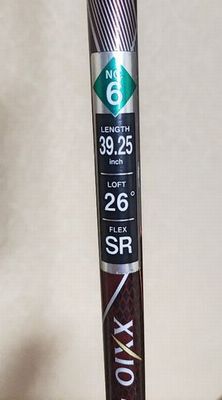 NO.
6
LENGTH
39.25
inch
LOFT
26°
FLEX
SR
XXIO